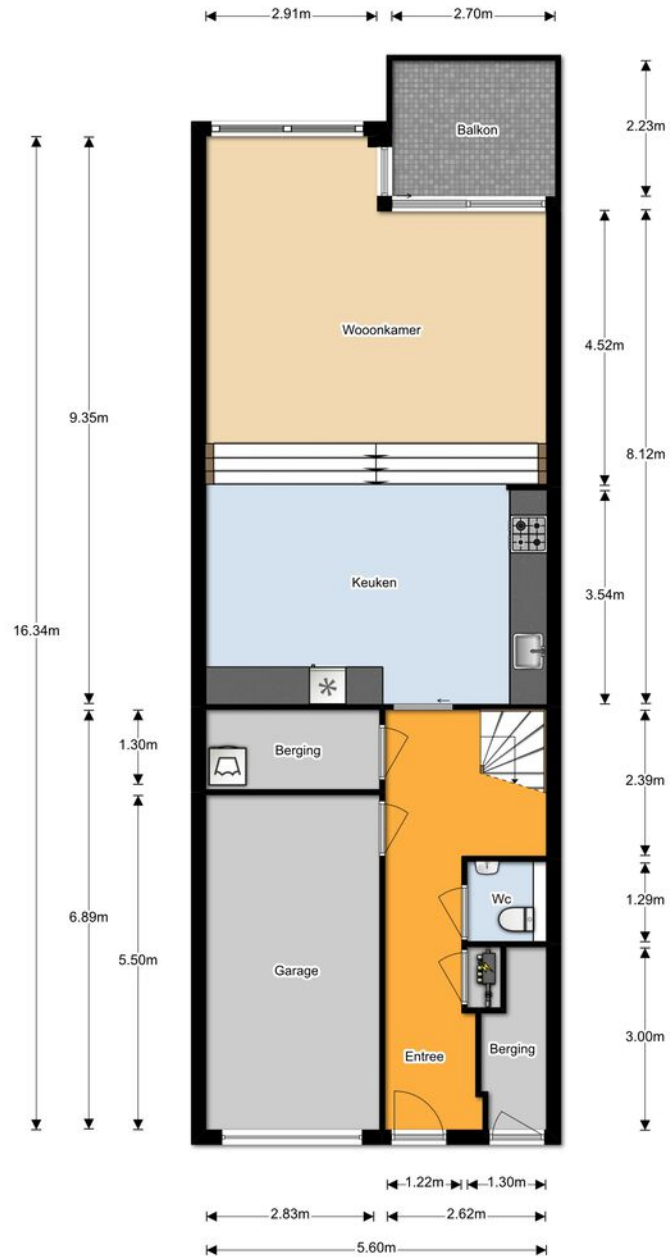 2.91m
2.70m
Balkon
2.23m
Wooonkamer
4.52m
9.35m
8.12m
Keuken
3.54m
16.34m
Berging
1.30m
2.39m
Wc
1.29m
6.89m
5.50m
Garage
3.00m
Berging
Entree
1.22m
1.30m
2.83m
2.62m
5.60m